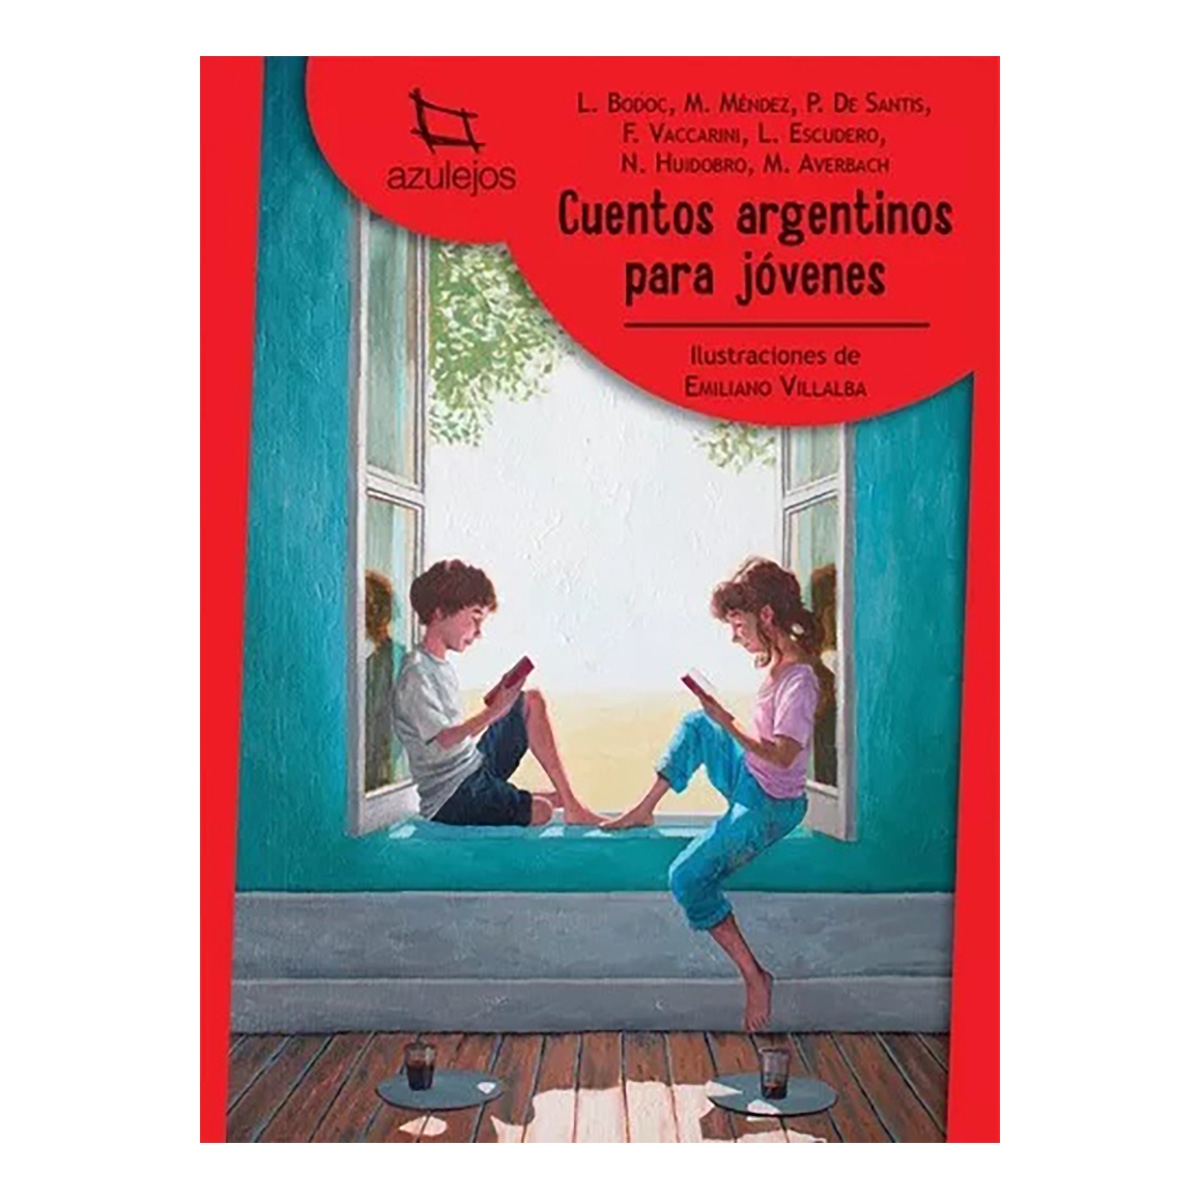 azulejos
L. BODOC, M. MÉNDEZ, P. DE SANTIS,
F. VACCARINI, L. ESCUDERO,
N. HUIDOBRO, M. AVERBACH
Cuentos argentinos
para jóvenes
Ilustraciones de
EMILIANO VILLALBA